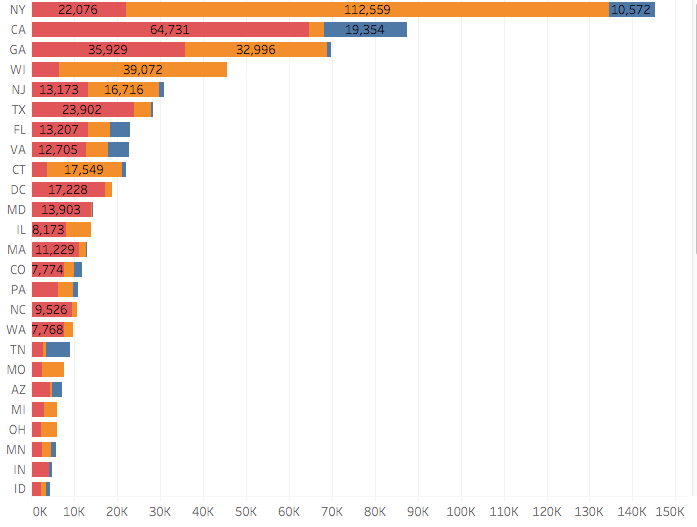 NY 22,076 112,559 10,572
CA 64,731 19,354
GA 35,929 32,996
WI 39,072
NJ 13,173 16,716
TX 23,902
FL 13,207
VA 12,705
CT 17,549
DC 17,228
MD 13,903
IL 8,173
MA 11,229
CO 7,774
PA
NC 9,526
WA 7,768
TN
MO
AZ
MI
OH
MN
IN
ID
0K 10K 20K 30K 40K 50K 60K 70K 80K 90K 100K 110K 120K 130K 140K 150K